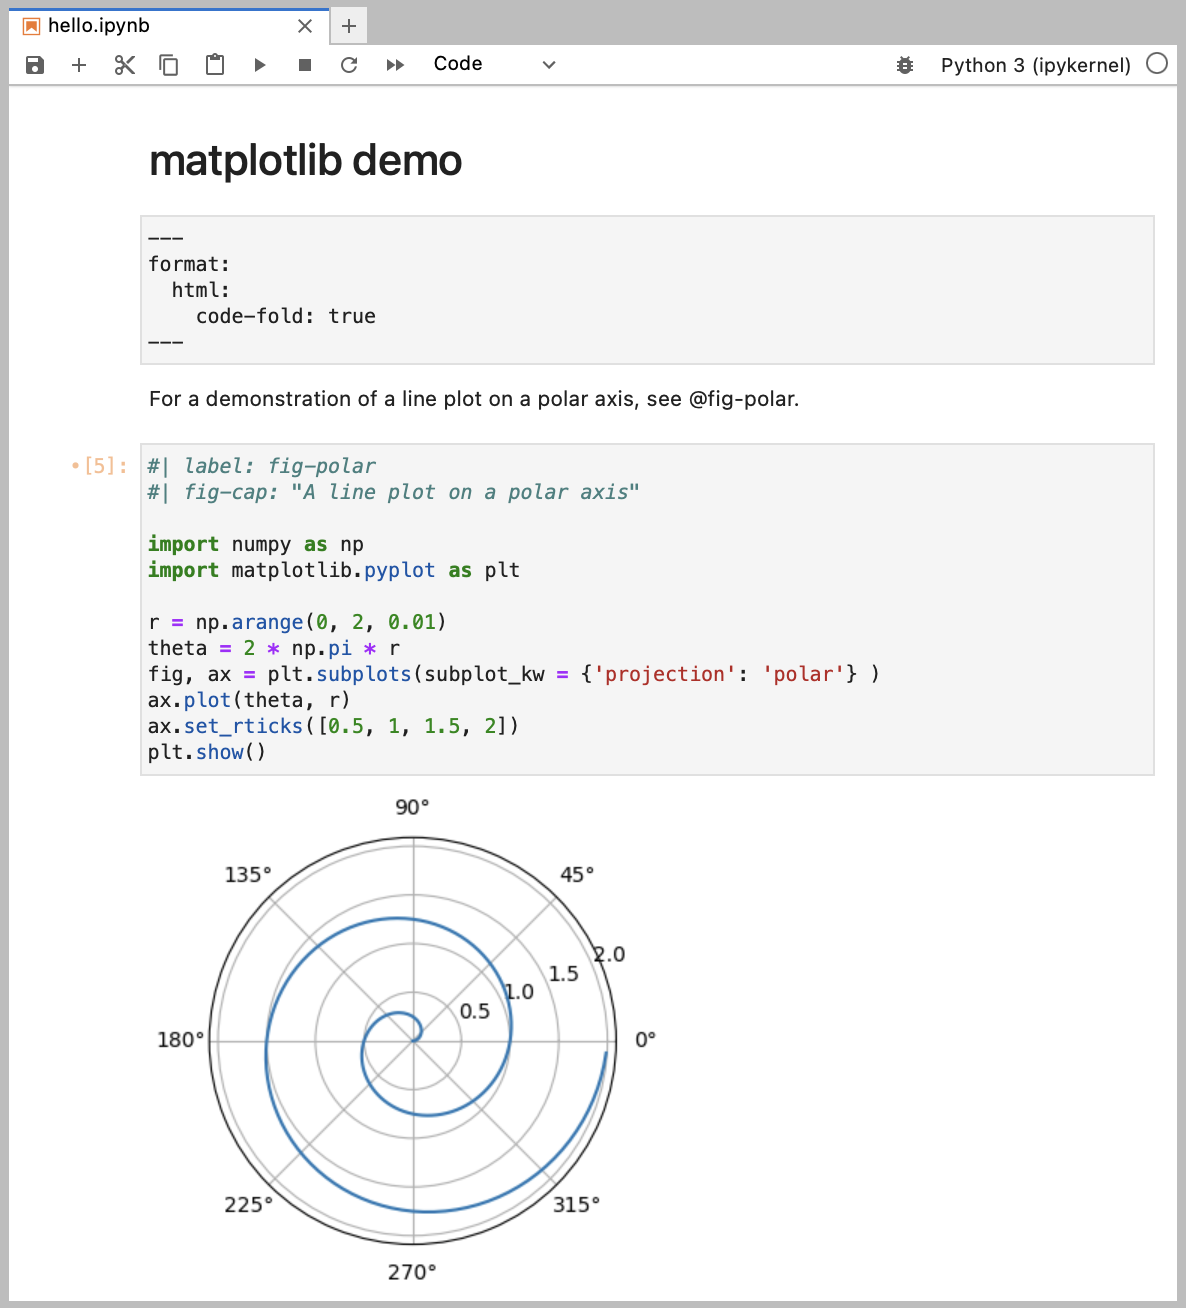 hello.ipynb
Code
Python 3 (ipykernel)
matplotlib demo
---
format:
  html:
    code-fold: true
---
For a demonstration of a line plot on a polar axis, see @fig-polar.
•[5]:
#| label: fig-polar
#| fig-cap: "A line plot on a polar axis"
import numpy as np
import matplotlib.pyplot as plt
r = np.arange(0, 2, 0.01)
theta = 2 * np.pi * r
fig, ax = plt.subplots(subplot_kw = {'projection': 'polar'} )
ax.plot(theta, r)
ax.set_rticks([0.5, 1, 1.5, 2])
plt.show()
90°
135°
45°
2.0
1.5
1.0
0.5
180°
0°
225°
315°
270°